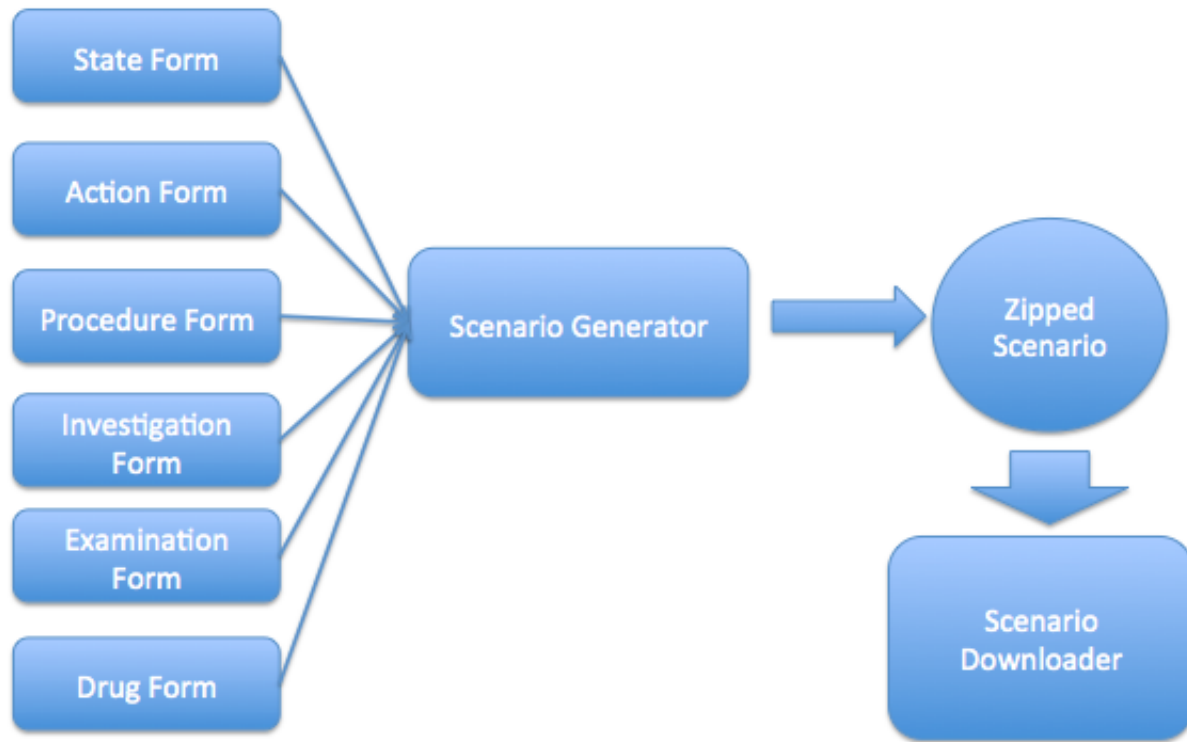 State Form
Action Form
Procedure Form
Investigation
Form
Examination
Form
Drug Form
Scenario Generator
Zipped
Scenario
Scenario
Downloader